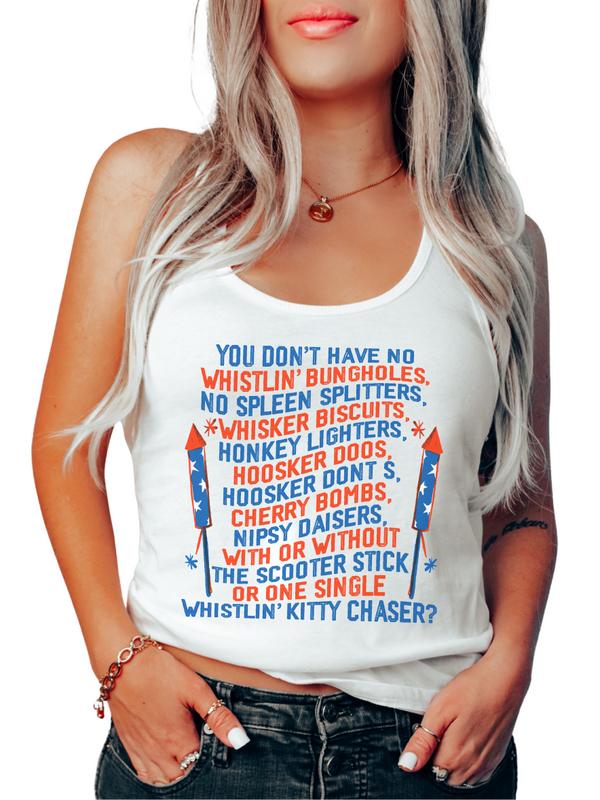 YOU DON'T HAVE NO
WHISTLIN' BUNGHOLES,
NO SPLEEN SPLITTERS,
WHISKER BISCUITS,
HONKEY LIGHTERS,
HOOSKER DOOS,
HOOSKER DONT S,
CHERRY BOMBS,
NIPSY DAISERS,
WITH OR WITHOUT
THE SCOOTER STICK
OR ONE SINGLE
WHISTLIN' KITTY CHASER?